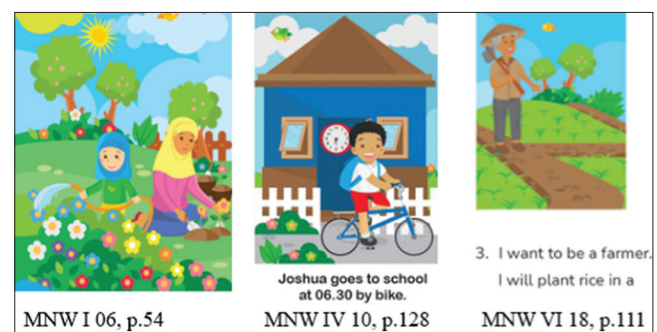 Joshua goes to school
at 06.30 by bike.
3. I want to be a farmer.
I will plant rice in a
MNW I 06, p.54
MNW IV 10, p.128
MNW VI 18, p.111